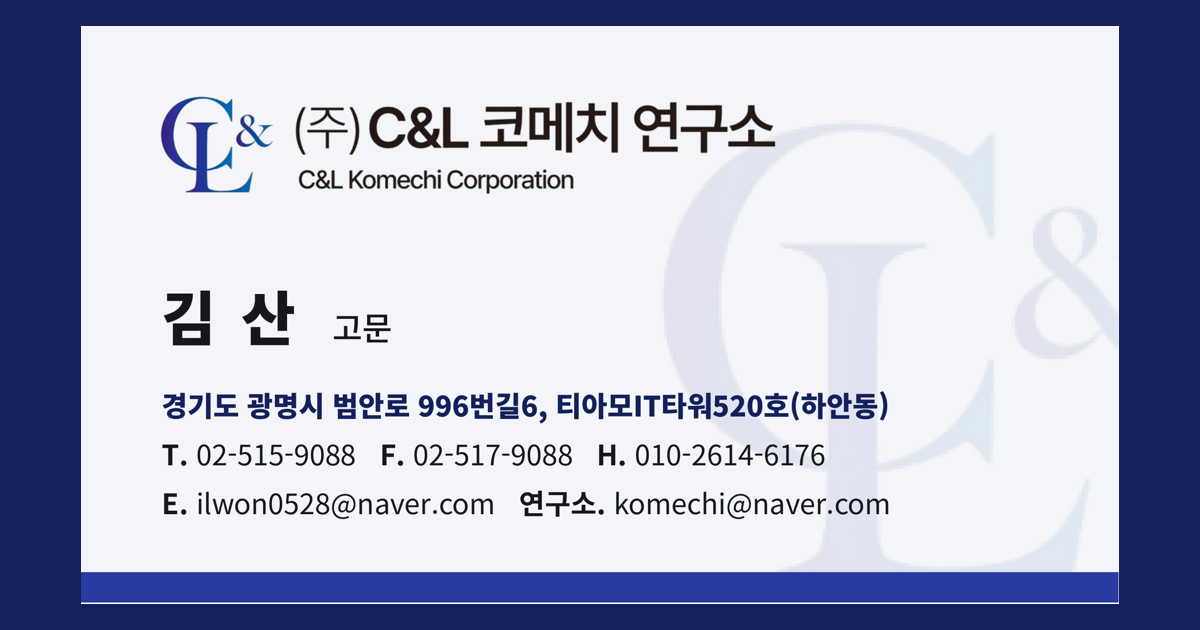 CL& (주) C&L 코메치 연구소
C&L Komechi Corporation
김 산 고문
경기도 광명시 범안로 996번길6, 티아모IT타워520호(하안동)
T. 02-515-9088 F. 02-517-9088 H. 010-2614-6176
E. ilwon0528@naver.com 연구소. komechi@naver.com
CL&